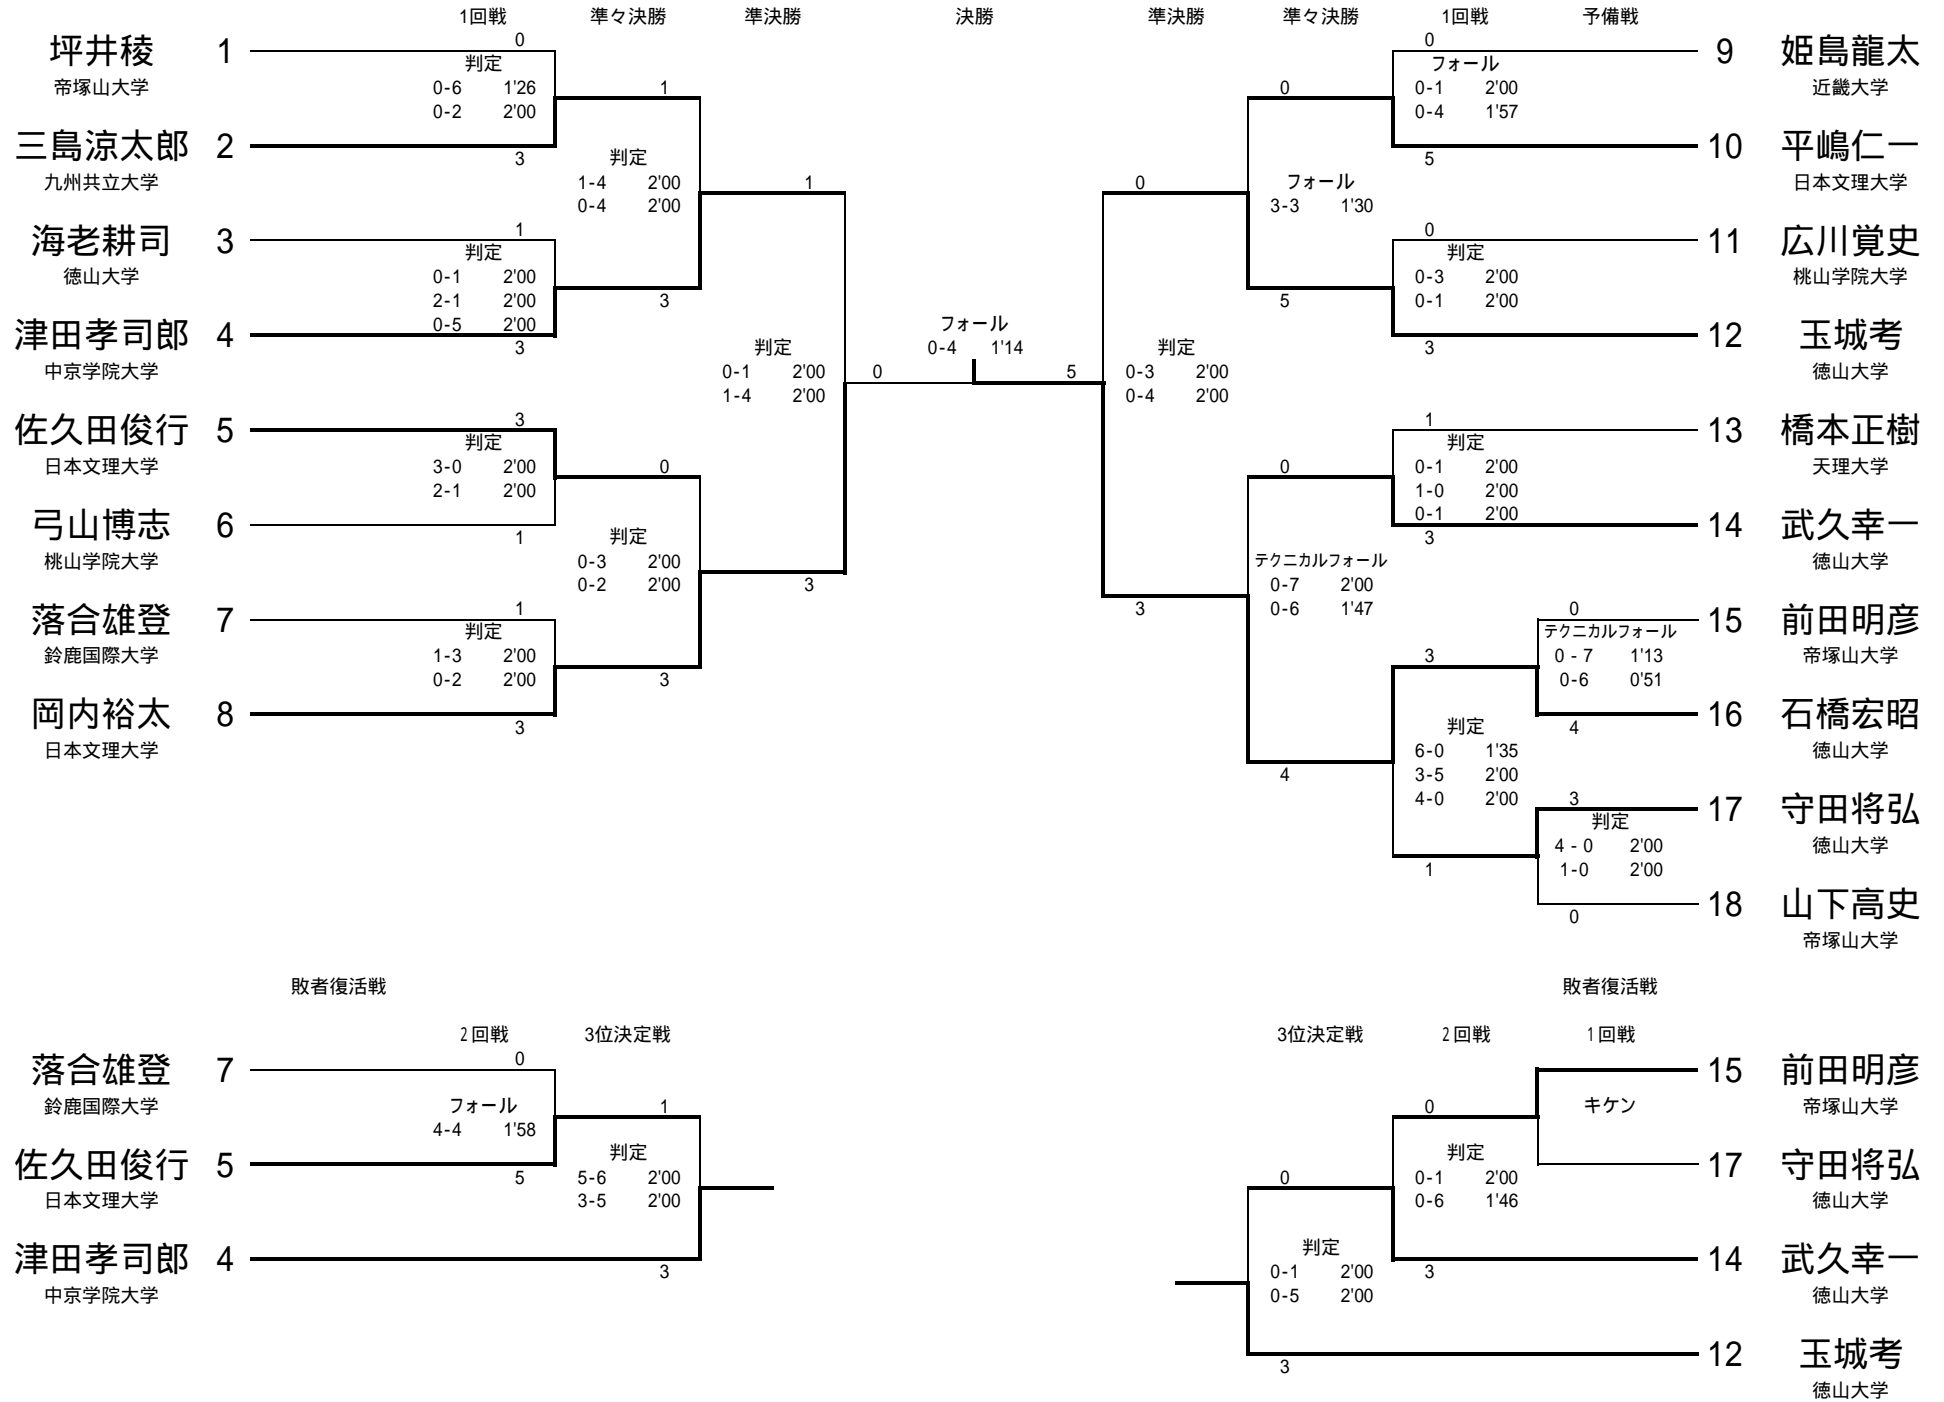 1回戦 準々決勝 準決勝 決勝 準決勝 準々決勝 1回戦 予備戦
坪井稜 1 0
帝塚山大学
判定
0-6 1'26
0-2 2'00
三島涼太郎 2 3
九州共立大学
1
判定
1-4 2'00
0-4 2'00
3
海老耕司 3 1
徳山大学
判定
0-1 2'00
2-1 2'00
0-5 2'00
津田孝司郎 4 3
中京学院大学
1
判定
0-1 2'00
1-4 2'00
3
佐久田俊行 5 3
日本文理大学
判定
3-0 2'00
2-1 2'00
弓山博志 6 1
桃山学院大学
0
判定
0-3 2'00
0-2 2'00
3
落合雄登 7 1
鈴鹿国際大学
判定
1-3 2'00
0-2 2'00
岡内裕太 8 3
日本文理大学
フォール
0-4 1'14
0 5
0 9 姫島龍太
近畿大学
フォール
0-1 2'00
0-4 1'57
5 10 平嶋仁一
日本文理大学
0
フォール
3-3 1'30
5
0 11 広川覚史
桃山学院大学
判定
0-3 2'00
0-1 2'00
3 12 玉城考
徳山大学
0
判定
0-3 2'00
0-4 2'00
3
1 13 橋本正樹
天理大学
判定
0-1 2'00
1-0 2'00
0-1 2'00
3 14 武久幸一
徳山大学
0
テクニカルフォール
0-7 2'00
0-6 1'47
4
0 15 前田明彦
帝塚山大学
テクニカルフォール
0 - 7 1'13
0-6 0'51
4 16 石橋宏昭
徳山大学
3
判定
6-0 1'35
3-5 2'00
4-0 2'00
1
3 17 守田将弘
徳山大学
判定
4 - 0 2'00
1-0 2'00
0 18 山下高史
帝塚山大学
敗者復活戦
2回戦 3位決定戦
落合雄登 7 0
鈴鹿国際大学
フォール
4-4 1'58
佐久田俊行 5 5
日本文理大学
1
判定
5-6 2'00
3-5 2'00
津田孝司郎 4 3
中京学院大学
敗者復活戦
3位決定戦 2回戦 1回戦
15 前田明彦
帝塚山大学
キケン
17 守田将弘
徳山大学
0
判定
0-1 2'00
0-6 1'46
3 14 武久幸一
徳山大学
0
判定
0-1 2'00
0-5 2'00
3 12 玉城考
徳山大学